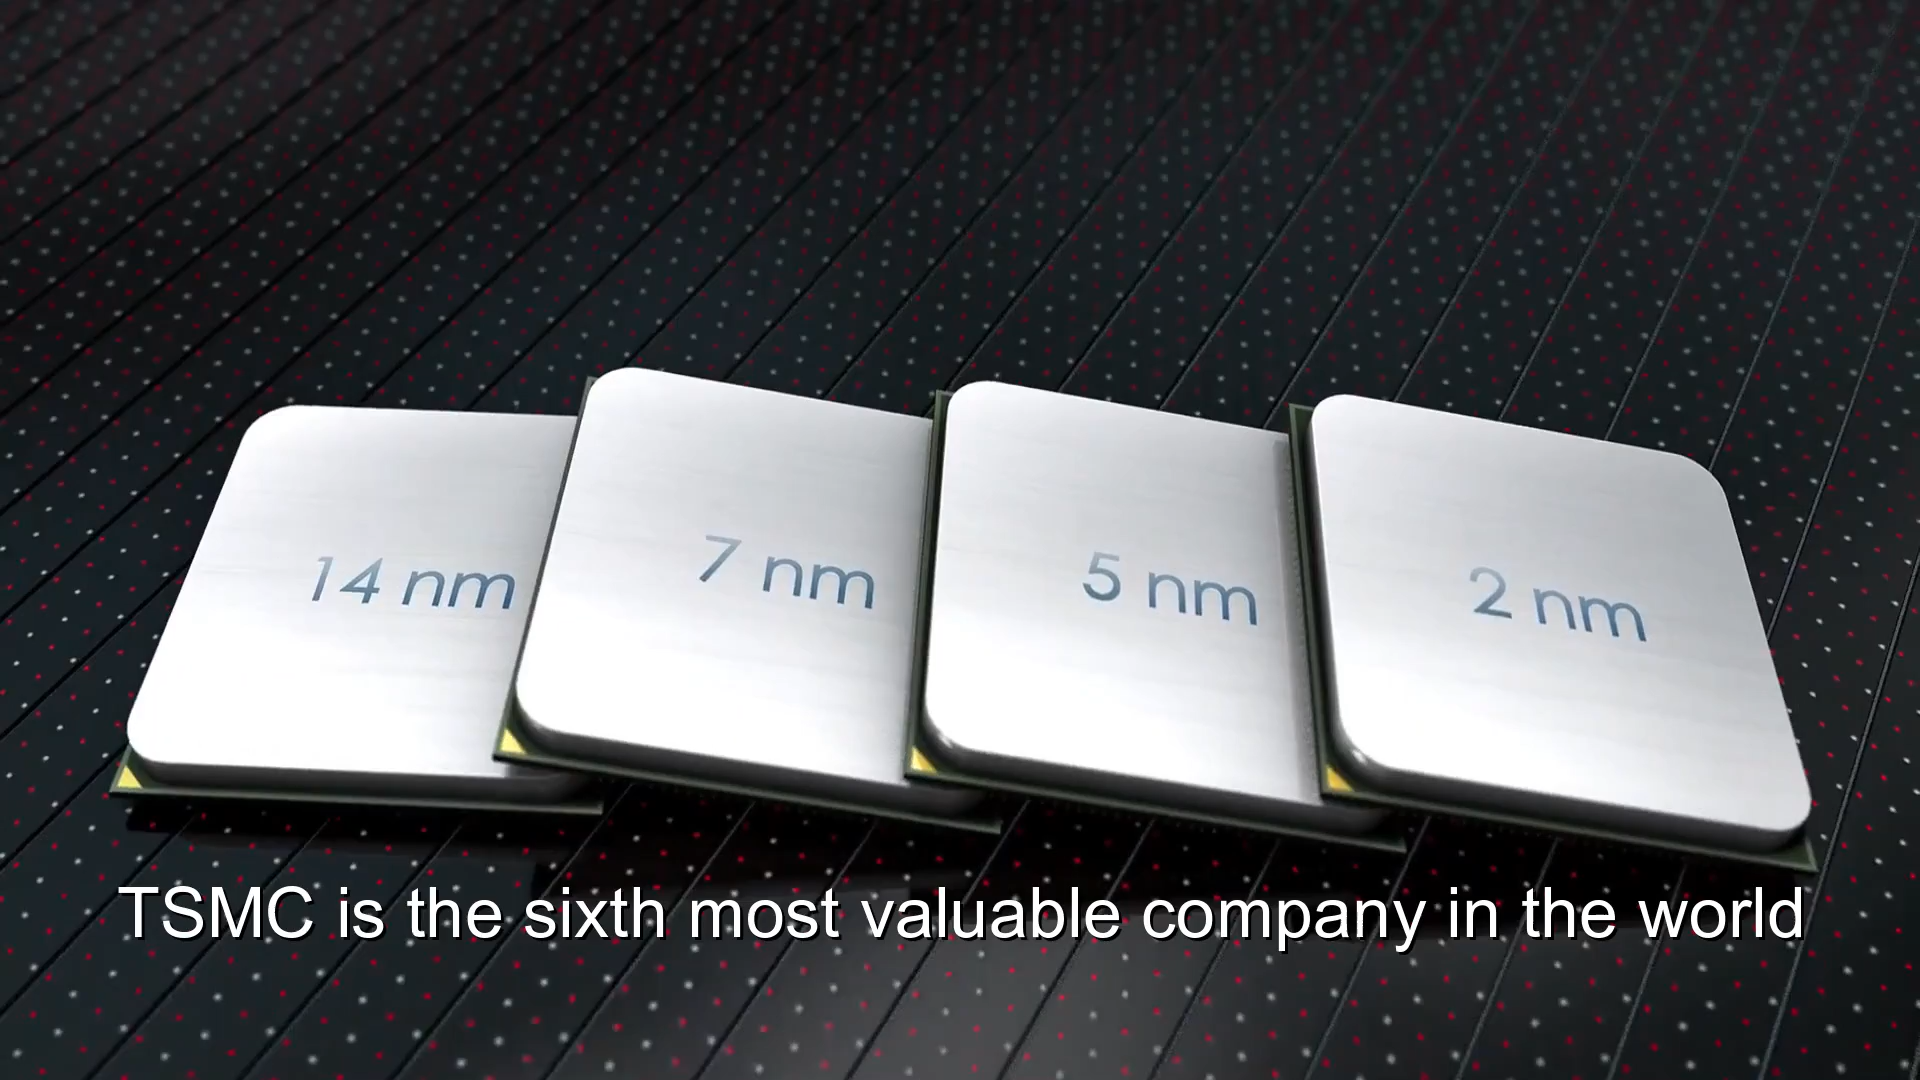 14 nm
7 nm
5 nm
2 nm
TSMC is the sixth most valuable company in the world